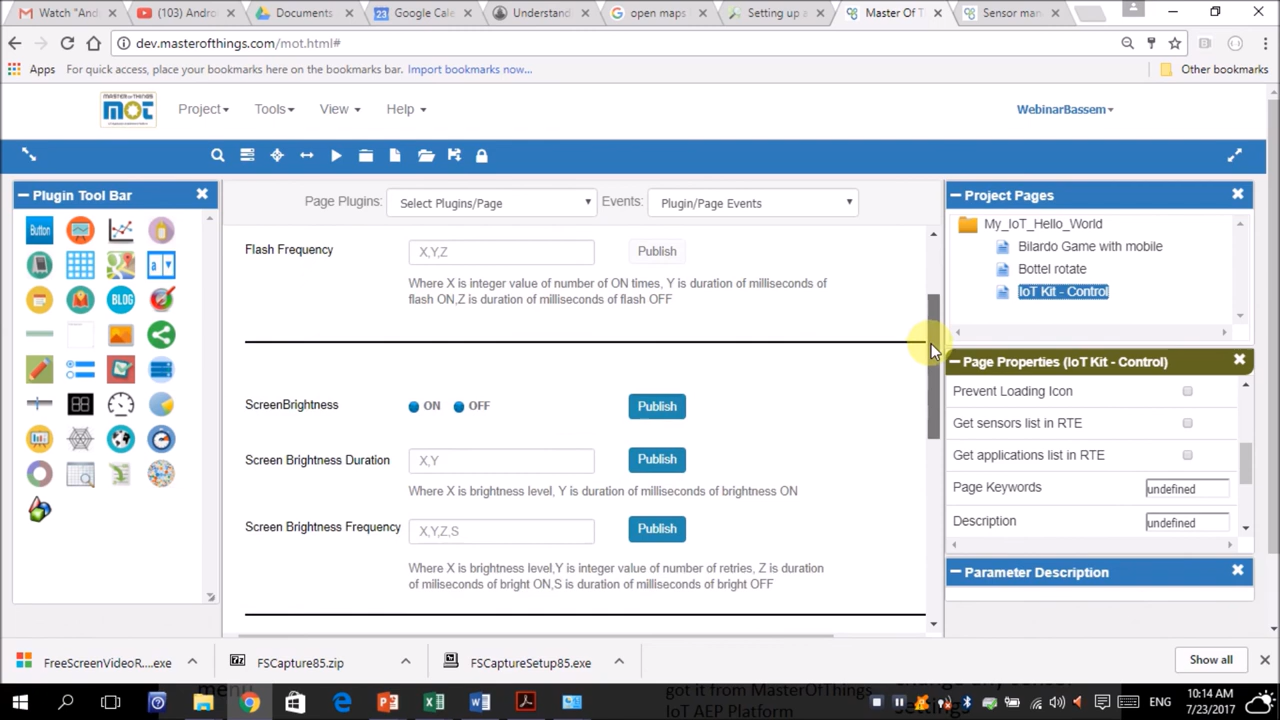 Watch "And
(103) Andro
Documents
Google Cale
Understand
open maps
Setting up a
Master Of T
Sensor man
dev.masterofthings.com/mot.html#
Apps
For quick access, place your bookmarks here on the bookmarks bar. Import bookmarks now...
Other bookmarks
MASTER OF THINGS
MOT
Project
Tools
View
Help
WebinarBassem
Plugin Tool Bar
Button
BLOG
Page Plugins:
Select Plugins/Page
Events:
Plugin/Page Events
Flash Frequency
X,Y,Z
Publish
Where X is integer value of number of ON times, Y is duration of milliseconds of
flash ON,Z is duration of milliseconds of flash OFF
ScreenBrightness
ON
OFF
Publish
Screen Brightness Duration
X,Y
Publish
Where X is brightness level, Y is duration of milliseconds of brightness ON
Screen Brightness Frequency
X,Y,Z,S
Publish
Where X is brightness level,Y is integer value of number of retries, Z is duration
of miliseconds of bright ON,S is duration of milliseconds of bright OFF
Project Pages
My_IoT_Hello_World
Bilardo Game with mobile
Bottel rotate
IoT Kit - Control
Page Properties (IoT Kit - Control)
Prevent Loading Icon
Get sensors list in RTE
Get applications list in RTE
Page Keywords
undefined
Description
undefined
Parameter Description
FreeScreenVideoR....exe
FSCapture85.zip
FSCaptureSetup85.exe
Show all
menu
got it from MasterOfThings
IoT AEP Platform
settings
ENG
10:14 AM
7/23/2017